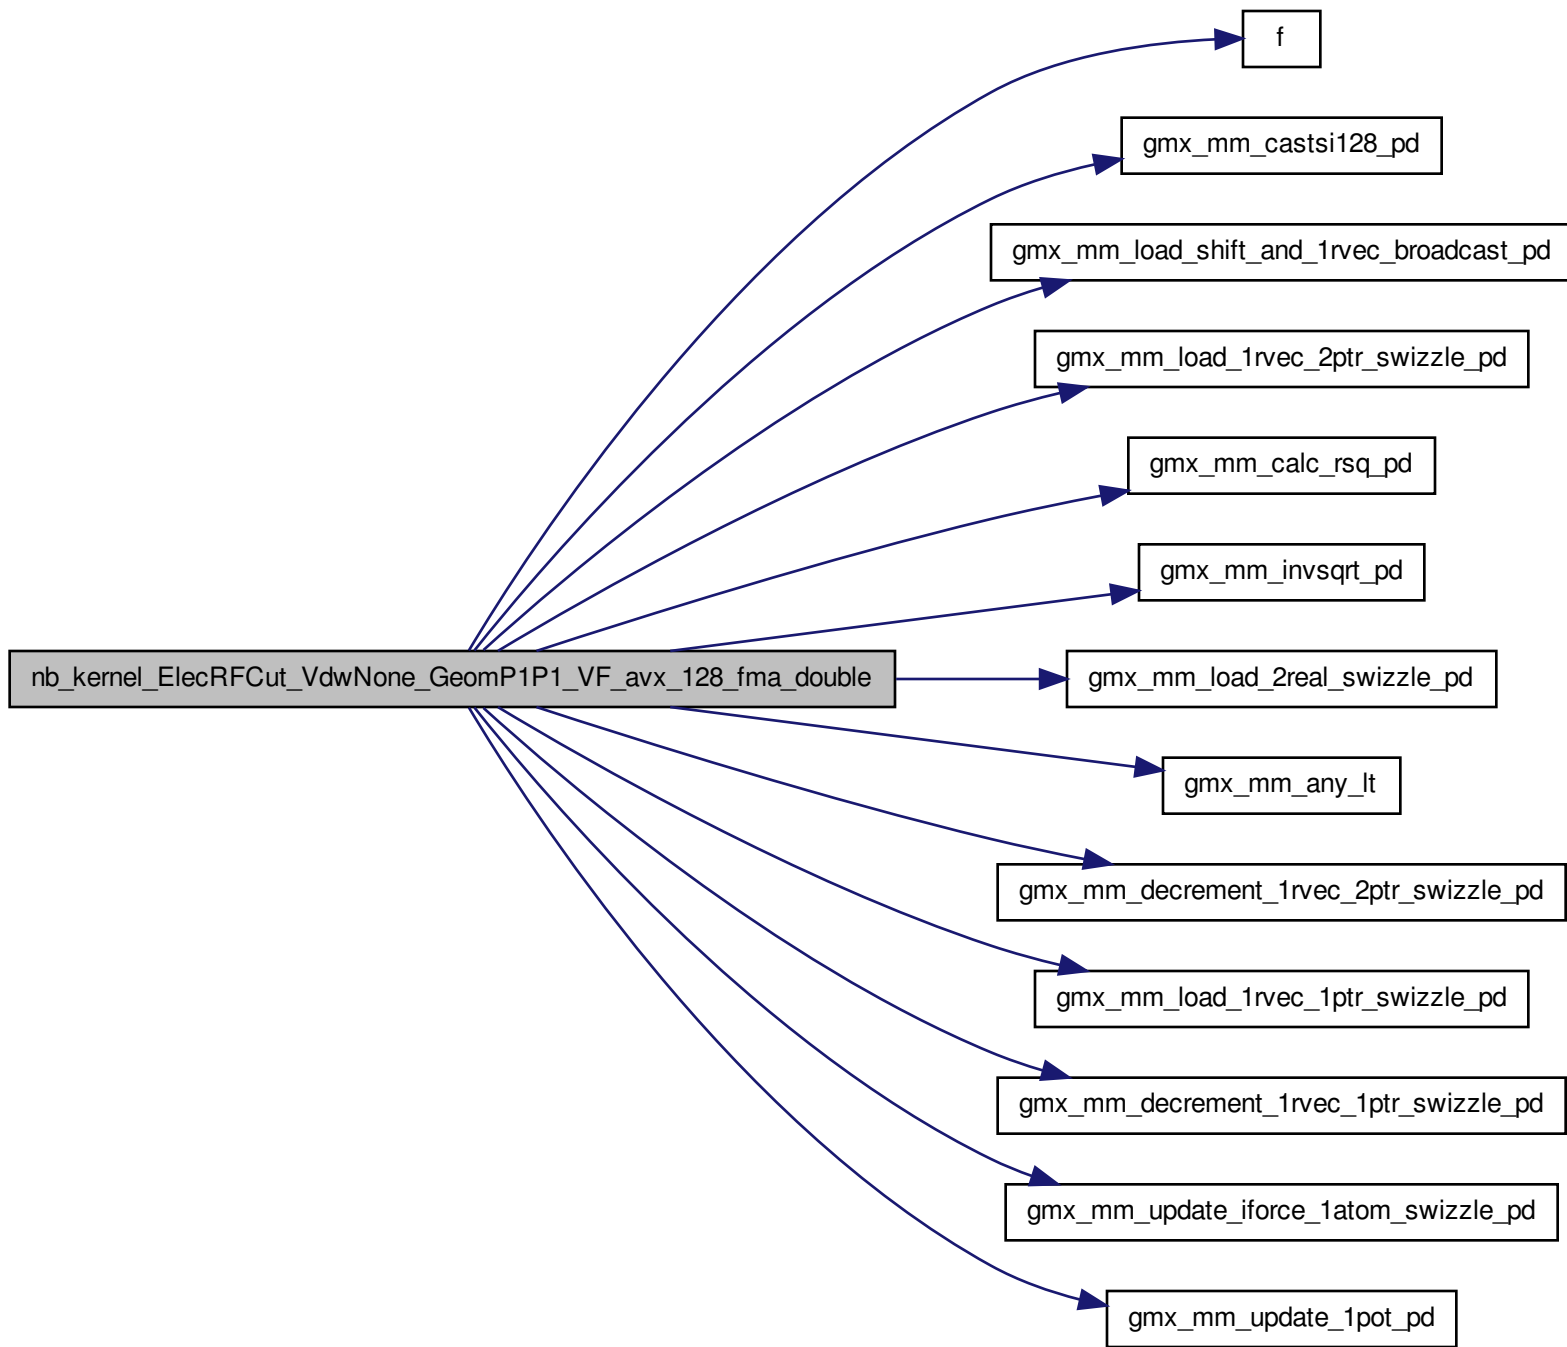 f
gmx_mm_castsi128_pd
gmx_mm_load_shift_and_1rvec_broadcast_pd
gmx_mm_load_1rvec_2ptr_swizzle_pd
gmx_mm_calc_rsq_pd
gmx_mm_invsqrt_pd
nb_kernel_ElecRFCut_VdwNone_GeomP1P1_VF_avx_128_fma_double
gmx_mm_load_2real_swizzle_pd
gmx_mm_any_lt
gmx_mm_decrement_1rvec_2ptr_swizzle_pd
gmx_mm_load_1rvec_1ptr_swizzle_pd
gmx_mm_decrement_1rvec_1ptr_swizzle_pd
gmx_mm_update_iforce_1atom_swizzle_pd
gmx_mm_update_1pot_pd